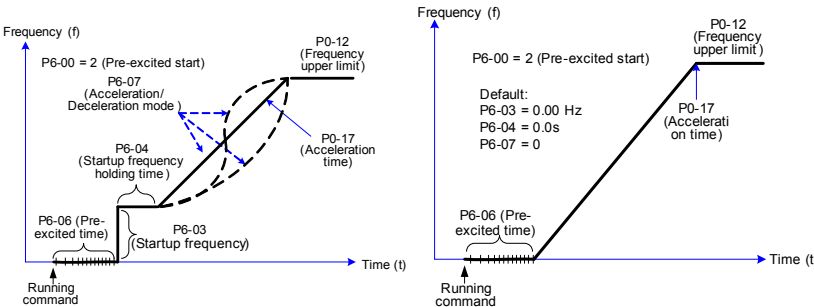 Frequency (f)
P6-00 = 2 (Pre-excited start)
P6-07
(Acceleration/
Deceleration mode)
P0-12
(Frequency
upper limit)
P6-04
(Startup frequency
holding time)
P0-17
(Acceleration
time)
P6-06 (Pre-
excited time)
P6-03
(Startup frequency)
Time (t)
Running
command
Frequency (f)
P0-12
(Frequency
upper limit)
P6-00 = 2 (Pre-excited start)
Default:
P6-03 = 0.00 Hz
P6-04 = 0.0s
P6-07 = 0
P0-17
(Accelerati
on time)
P6-06 (Pre-
excited time)
Time (t
Running
command